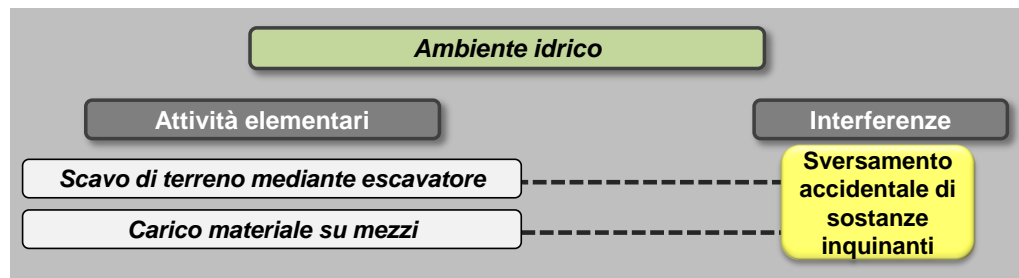 Ambiente idrico
Attività elementari
Interferenze
Scavo di terreno mediante escavatore
Carico materiale su mezzi
Sversamento
accidentale di
sostanze
inquinanti